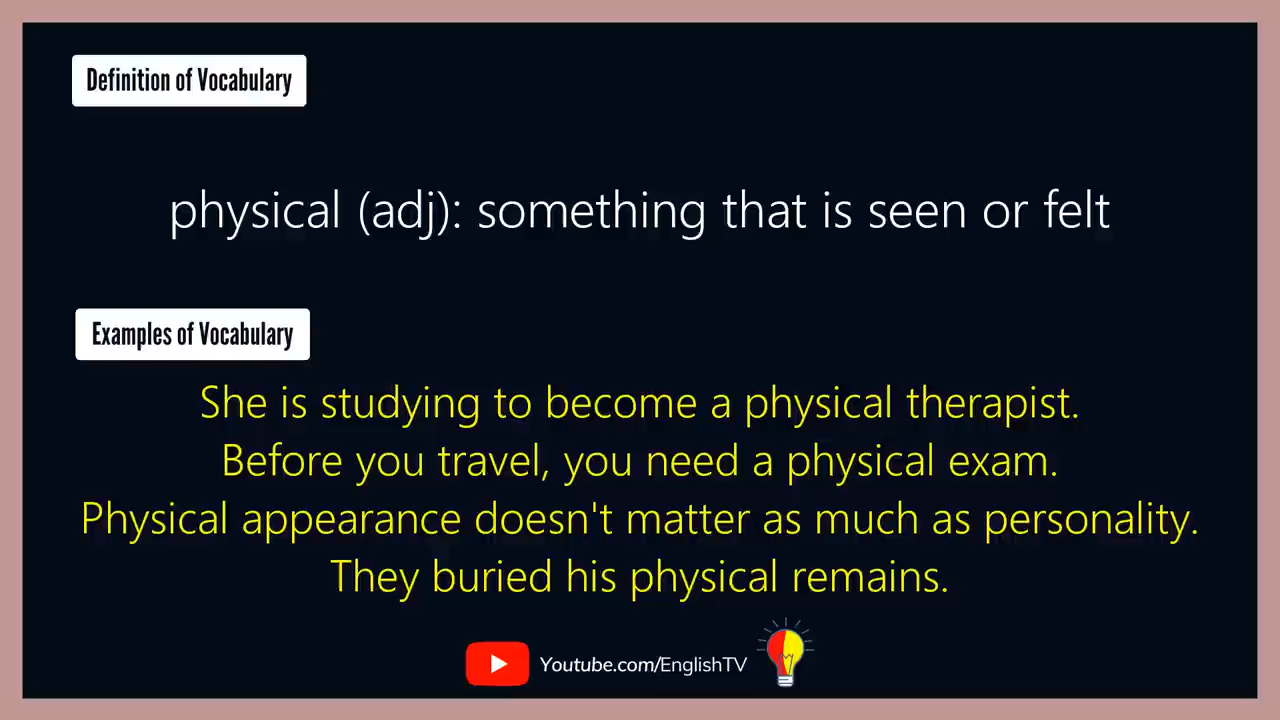 Definition of Vocabulary
physical (adj): something that is seen or felt
Examples of Vocabulary
She is studying to become a physical therapist.
Before you travel, you need a physical exam.
Physical appearance doesn't matter as much as personality.
They buried his physical remains.
Youtube.com/EnglishTV